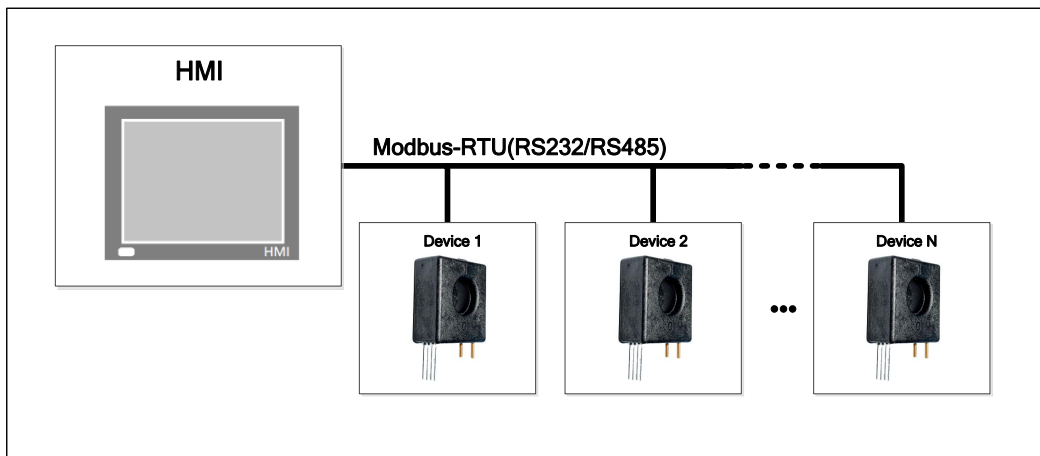 HMI
HMI
Modbus-RTU(RS232/RS485)
Device 1
Device 2
Device N
•••